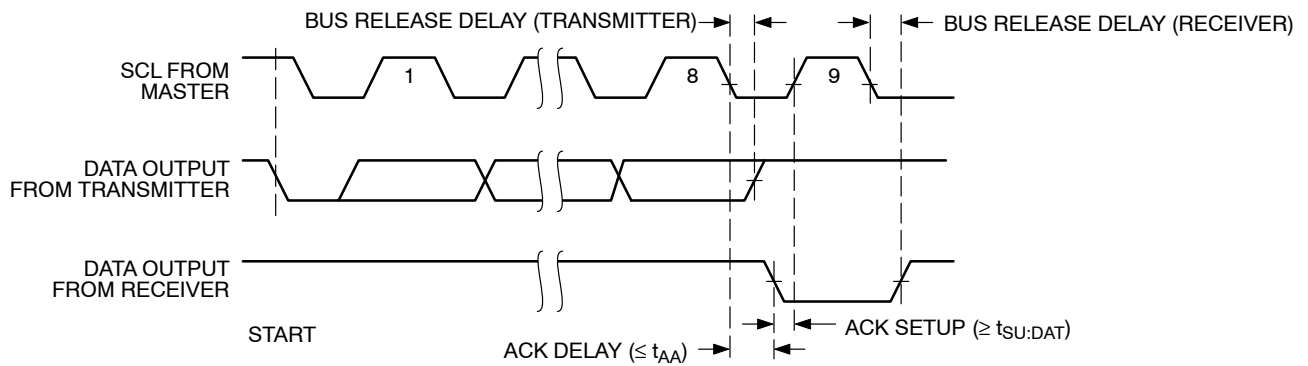 BUS RELEASE DELAY (TRANSMITTER)
BUS RELEASE DELAY (RECEIVER)
SCL FROM
MASTER
1
8
9
DATA OUTPUT
FROM TRANSMITTER
DATA OUTPUT
FROM RECEIVER
START
ACK SETUP (≥ tSU:DAT)
ACK DELAY (≤ tAA)